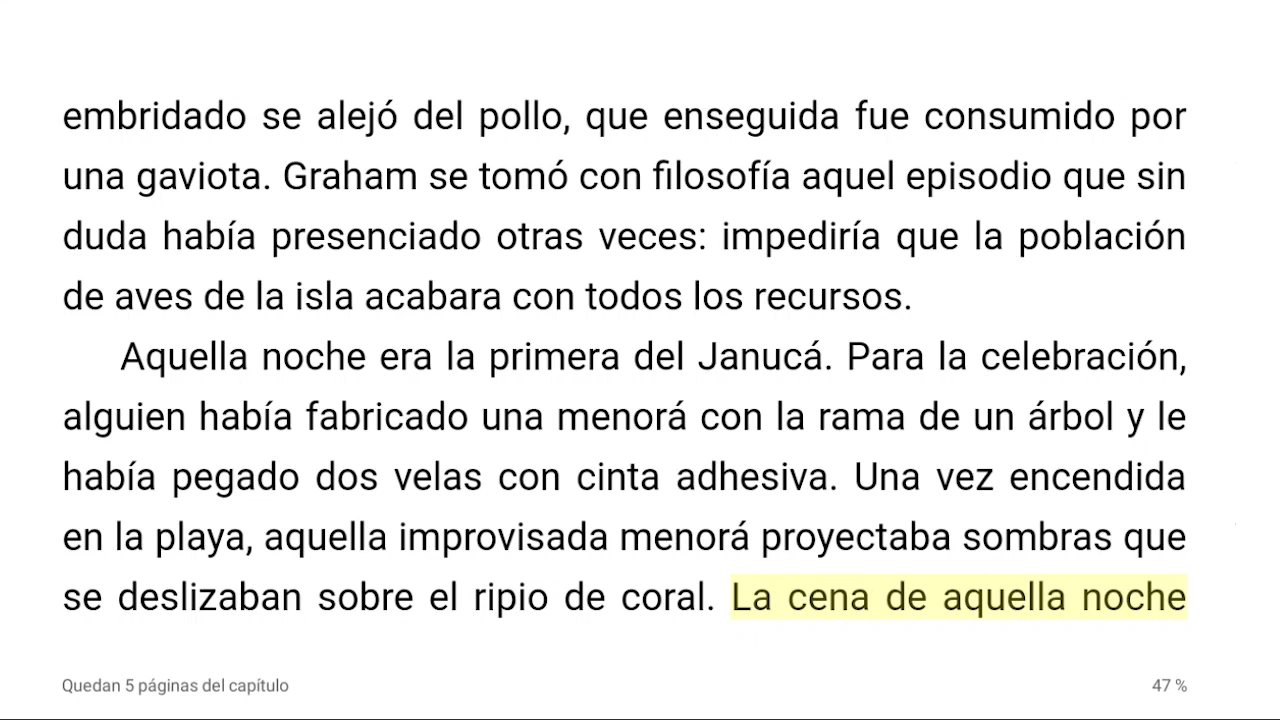 embridado se alejó del pollo, que enseguida fue consumido por
una gaviota. Graham se tomó con filosofía aquel episodio que sin
duda había presenciado otras veces: impediría que la población
de aves de la isla acabara con todos los recursos.
Aquella noche era la primera del Janucá. Para la celebración,
alguien había fabricado una menorá con la rama de un árbol y le
había pegado dos velas con cinta adhesiva. Una vez encendida
en la playa, aquella improvisada menorá proyectaba sombras que
se deslizaban sobre el ripio de coral. La cena de aquella noche
Quedan 5 páginas del capítulo
47 %